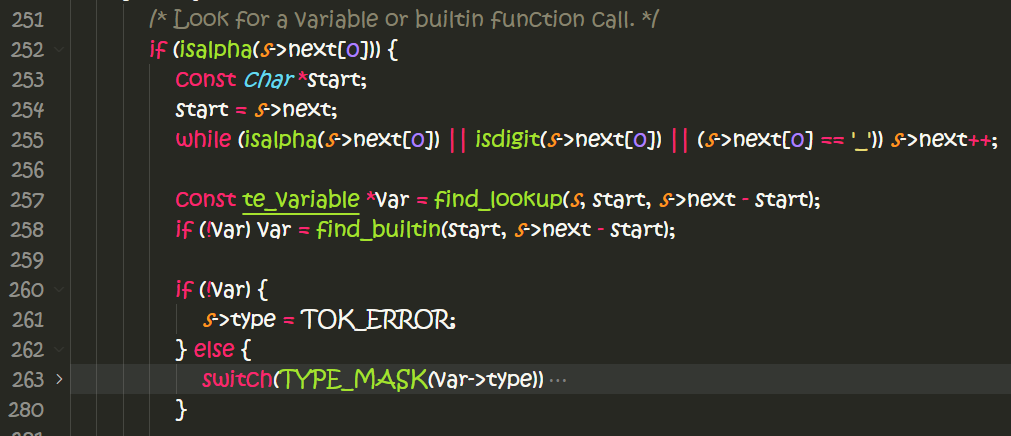 251 /* Look for a variable or builtin function call. */
252 if (isalpha(s->next[0])) {
253 const char *start;
254 start = s->next;
255 while (isalpha(s->next[0]) || isdigit(s->next[0]) || (s->next[0] == '_')) s->next++;
256
257 const te_variable *var = find_lookup(s, start, s->next - start);
258 if (!var) var = find_builtin(start, s->next - start);
259
260 if (!var) {
261 s->type = TOK_ERROR;
262 } else {
263 switch(TYPE_MASK(var->type)) ···
280 }